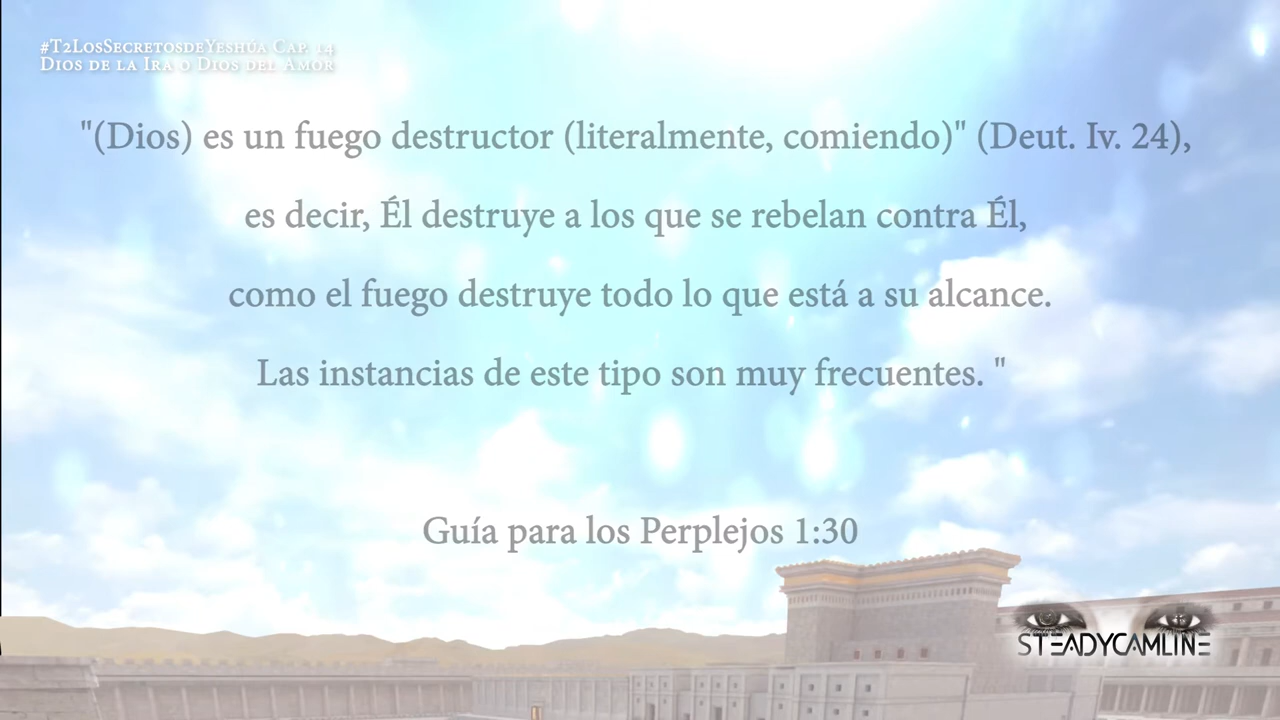 #T2LosSecretosdeYeshúa Cap. 14
Dios de la Ira o Dios del Amor
"(Dios) es un fuego destructor (literalmente, comiendo)" (Deut. Iv. 24),
es decir, Él destruye a los que se rebelan contra Él,
como el fuego destruye todo lo que está a su alcance.
Las instancias de este tipo son muy frecuentes. "
Guía para los Perplejos 1:30
STEADYCAMLINE